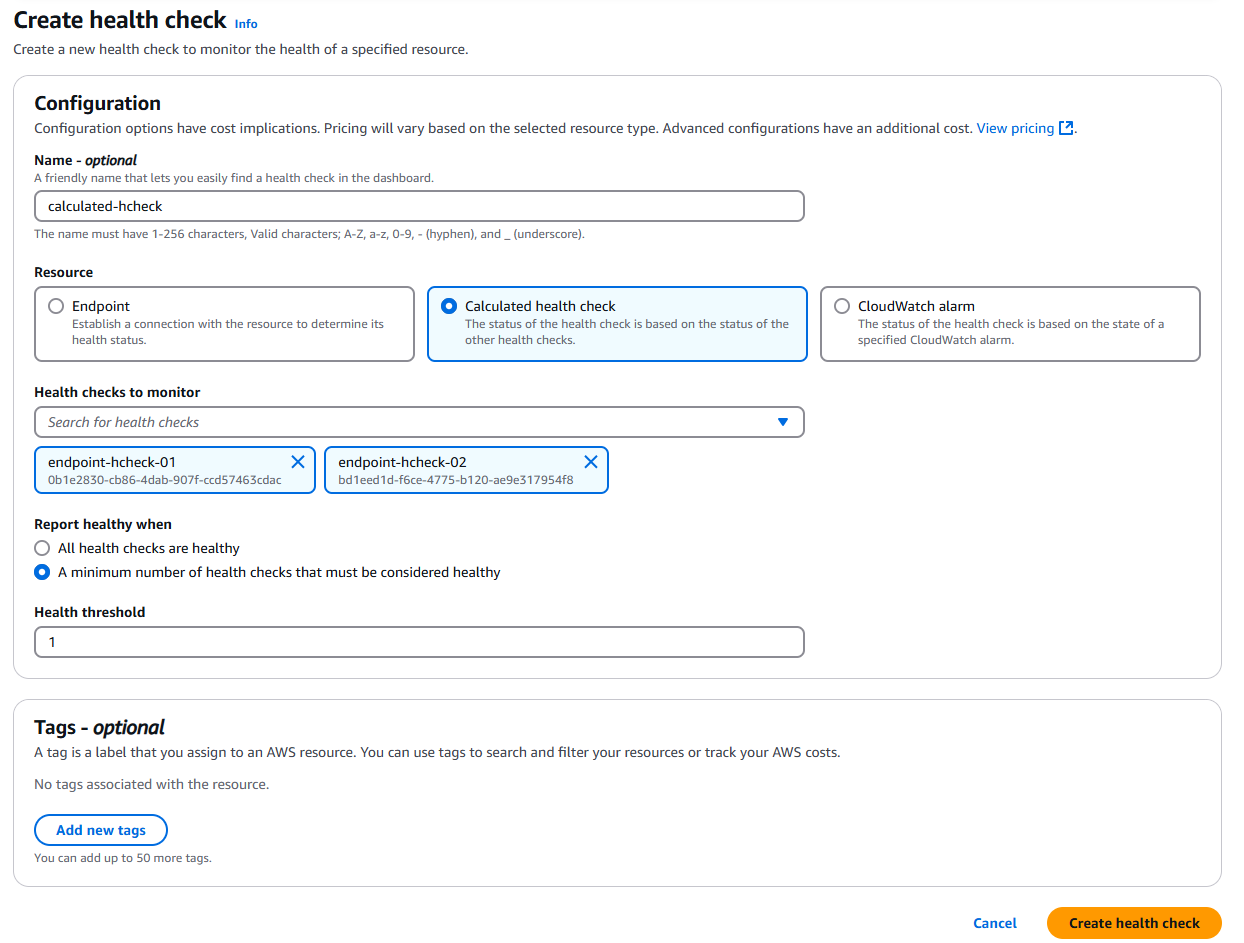 Create health check Info
Create a new health check to monitor the health of a specified resource.
Configuration
Configuration options have cost implications. Pricing will vary based on the selected resource type. Advanced configurations have an additional cost. View pricing.
Name - optional
A friendly name that lets you easily find a health check in the dashboard.
calculated-hcheck
The name must have 1-256 characters, Valid characters; A-Z, a-z, 0-9, - (hyphen), and _ (underscore).
Resource
Endpoint
Establish a connection with the resource to determine its
health status.
Calculated health check
The status of the health check is based on the status of the
other health checks.
CloudWatch alarm
The status of the health check is based on the state of a
specified CloudWatch alarm.
Health checks to monitor
Search for health checks
endpoint-hcheck-01
0b1e2830-cb86-4dab-907f-ccd57463cdac
endpoint-hcheck-02
bd1eed1d-f6ce-4775-b120-ae9e317954f8
Report healthy when
All health checks are healthy
A minimum number of health checks that must be considered healthy
Health threshold
1
Tags - optional
A tag is a label that you assign to an AWS resource. You can use tags to search and filter your resources or track your AWS costs.
No tags associated with the resource.
Add new tags
You can add up to 50 more tags.
Cancel
Create health check